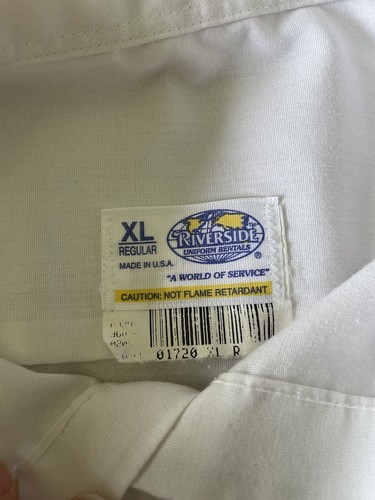 XL
REGULAR
MADE IN U.S.A.
RIVERSIDE
UNIFORM RENTALS
®
"A WORLD OF SERVICE"
CAUTION: NOT FLAME RETARDANT
01720 XL R